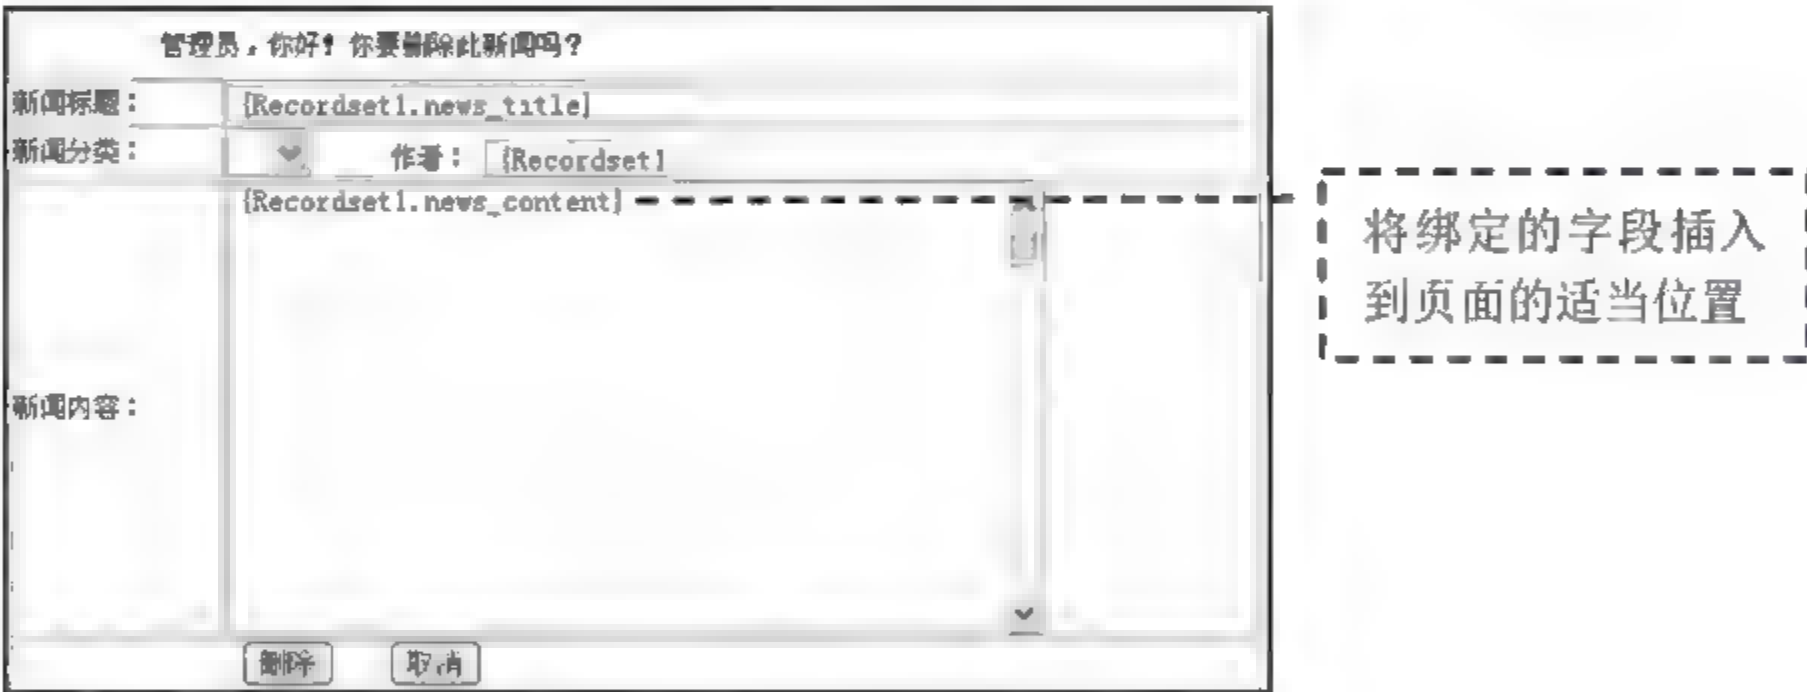 管理员，你好！你要删除此新闻吗？
新闻标题： {Recordset1.news_title}
新闻分类： 作者： {Recordset1
{Recordset1.news_content}
将绑定的字段插入
到页面的适当位置
新闻内容：
删除 取消